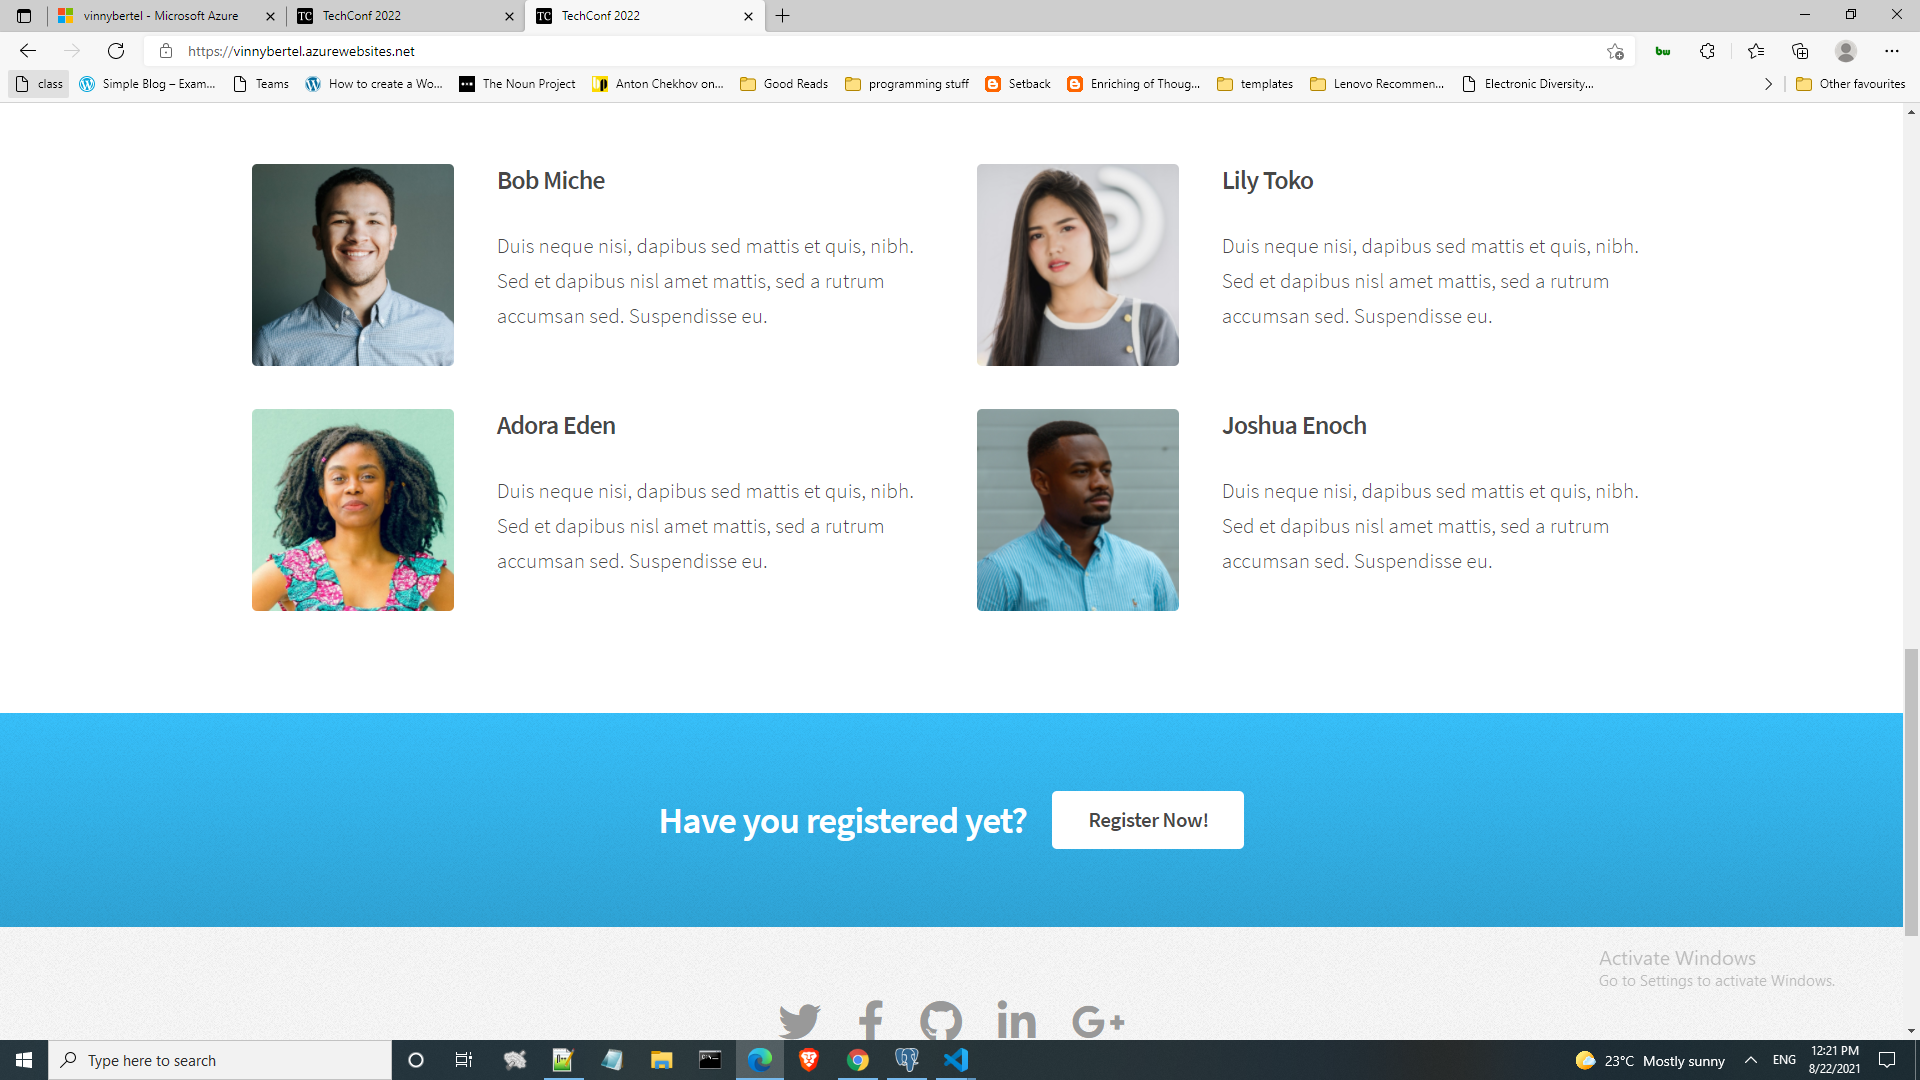 vinnybertel - Microsoft Azure
TC TechConf 2022
TC TechConf 2022
https://vinnybertel.azurewebsites.net
bw
class
Simple Blog – Exam...
Teams
How to create a Wo...
The Noun Project
Anton Chekhov on...
Good Reads
programming stuff
Setback
Enriching of Thoug...
templates
Lenovo Recommen...
Electronic Diversity...
Other favourites
Bob Miche
Duis neque nisi, dapibus sed mattis et quis, nibh.
Sed et dapibus nisl amet mattis, sed a rutrum
accumsan sed. Suspendisse eu.
Lily Toko
Duis neque nisi, dapibus sed mattis et quis, nibh.
Sed et dapibus nisl amet mattis, sed a rutrum
accumsan sed. Suspendisse eu.
Adora Eden
Duis neque nisi, dapibus sed mattis et quis, nibh.
Sed et dapibus nisl amet mattis, sed a rutrum
accumsan sed. Suspendisse eu.
Joshua Enoch
Duis neque nisi, dapibus sed mattis et quis, nibh.
Sed et dapibus nisl amet mattis, sed a rutrum
accumsan sed. Suspendisse eu.
Have you registered yet?
Register Now!
Activate Windows
Go to Settings to activate Windows.
Type here to search
23°C Mostly sunny
ENG
12:21 PM
8/22/2021